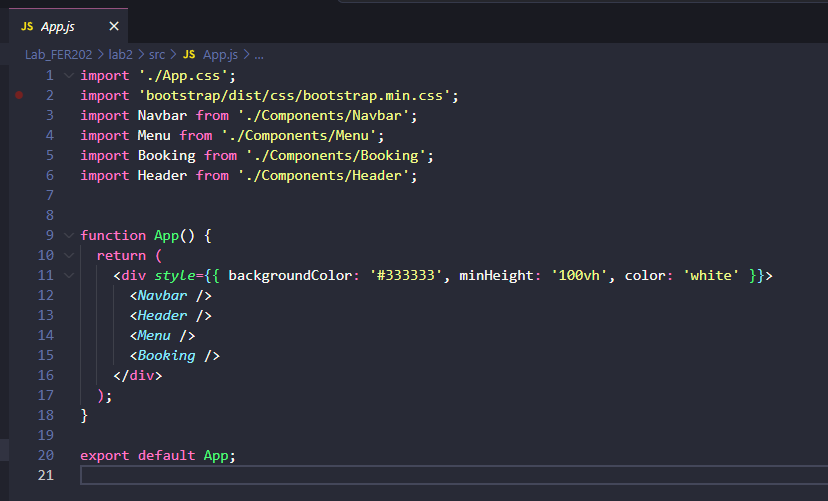 JS App.js ×
Lab_FER202 > lab2 > src > JS App.js > ...
1 import './App.css';
2 import 'bootstrap/dist/css/bootstrap.min.css';
3 import Navbar from './Components/Navbar';
4 import Menu from './Components/Menu';
5 import Booking from './Components/Booking';
6 import Header from './Components/Header';
7
8
9 function App() {
10 return (
11 <div style={{ backgroundColor: '#333333', minHeight: '100vh', color: 'white' }}>
12 <Navbar />
13 <Header />
14 <Menu />
15 <Booking />
16 </div>
17 );
18 }
19
20 export default App;
21